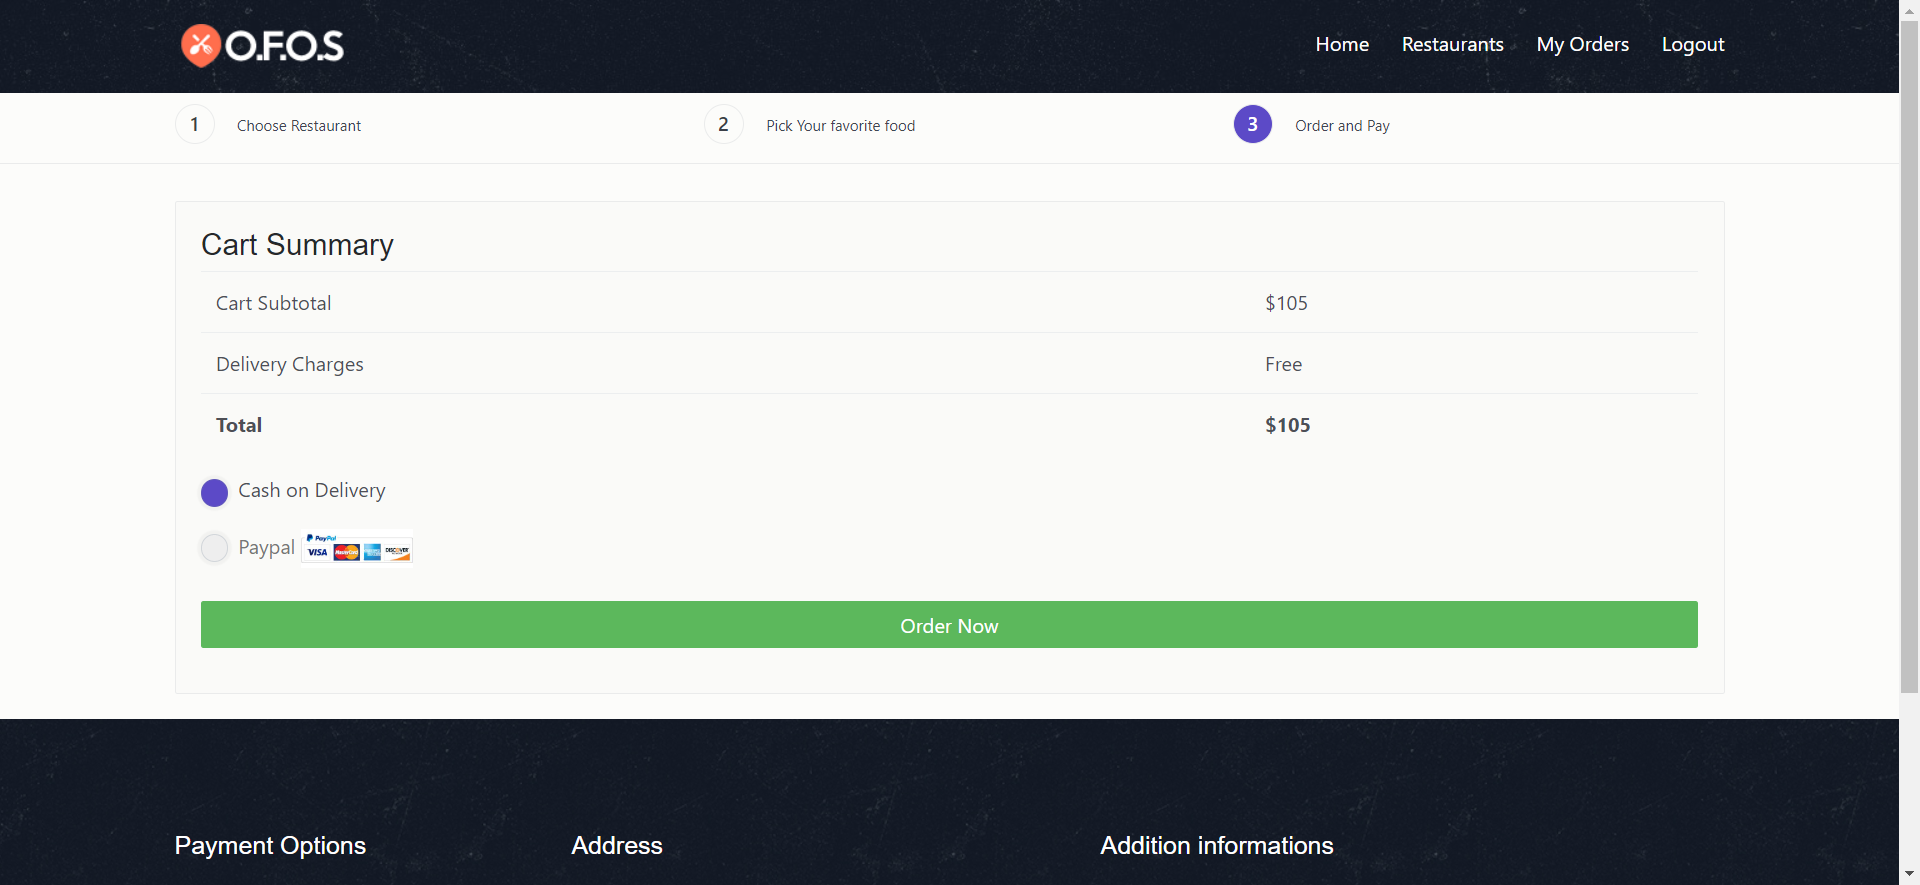 O.F.O.S
Home Restaurants My Orders Logout
1 Choose Restaurant 2 Pick Your favorite food 3 Order and Pay
Cart Summary
Cart Subtotal $105
Delivery Charges Free
Total $105
Cash on Delivery
Paypal PayPal
VISA MasterCard DISCOVER
Order Now
Payment Options Address Addition informations